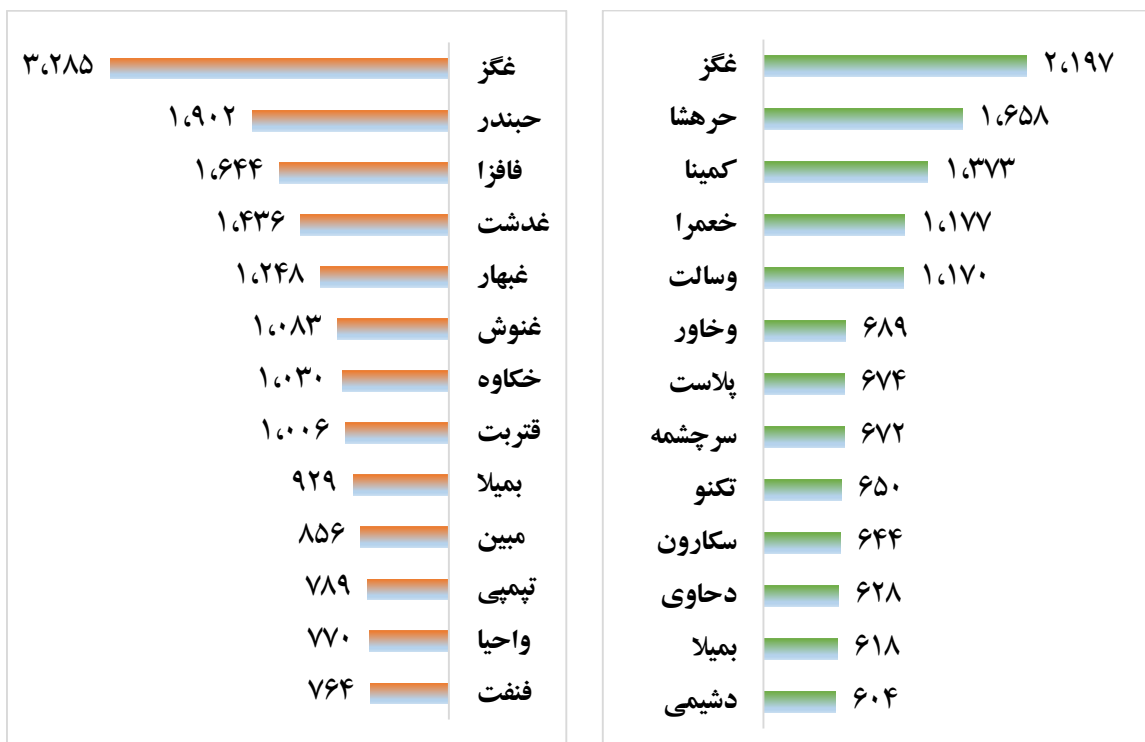 غگز ۲،۱۹۷
حرهشا ۱،۶۵۸
کمینا ۱،۳۷۳
خعمرا ۱،۱۷۷
وسالت ۱،۱۷۰
وخاور ۶۸۹
پلاست ۶۷۴
سرچشمه ۶۷۲
تکنو ۶۵۰
سکارون ۶۴۴
دحاوی ۶۲۸
بمیلا ۶۱۸
دشیمی ۶۰۴
غگز ۳،۲۸۵
حبندر ۱،۹۰۲
فافزا ۱،۶۴۴
غدشت ۱،۴۳۶
غبهار ۱،۲۴۸
غنوش ۱،۰۸۳
خکاوه ۱،۰۳۰
قتربت ۱،۰۰۶
بمیلا ۹۲۹
مبین ۸۵۶
تپمپی ۷۸۹
واحیا ۷۷۰
فنفت ۷۶۴